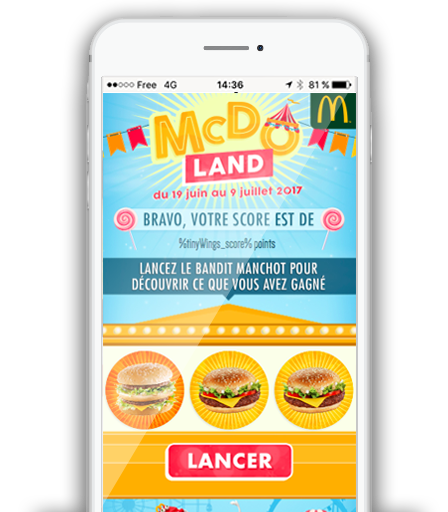 Free 4G 14:36 81 %
McDO
LAND
du 19 juin au 9 juillet 2017
BRAVO, VOTRE SCORE EST DE
%tinyWings_score% points
LANCEZ LE BANDIT MANCHOT POUR
DÉCOUVRIR CE QUE VOUS AVEZ GAGNÉ
LANCER